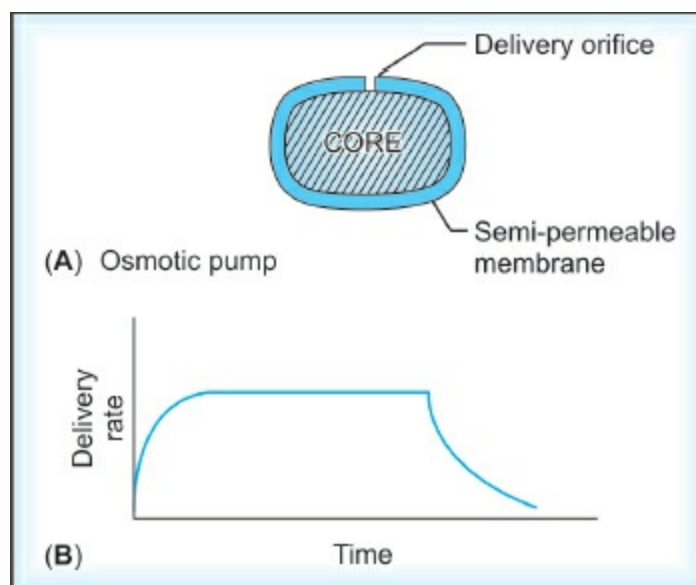 Delivery orifice
CORE
Semi-permeable
membrane
(A) Osmotic pump
Delivery
rate
(B)
Time